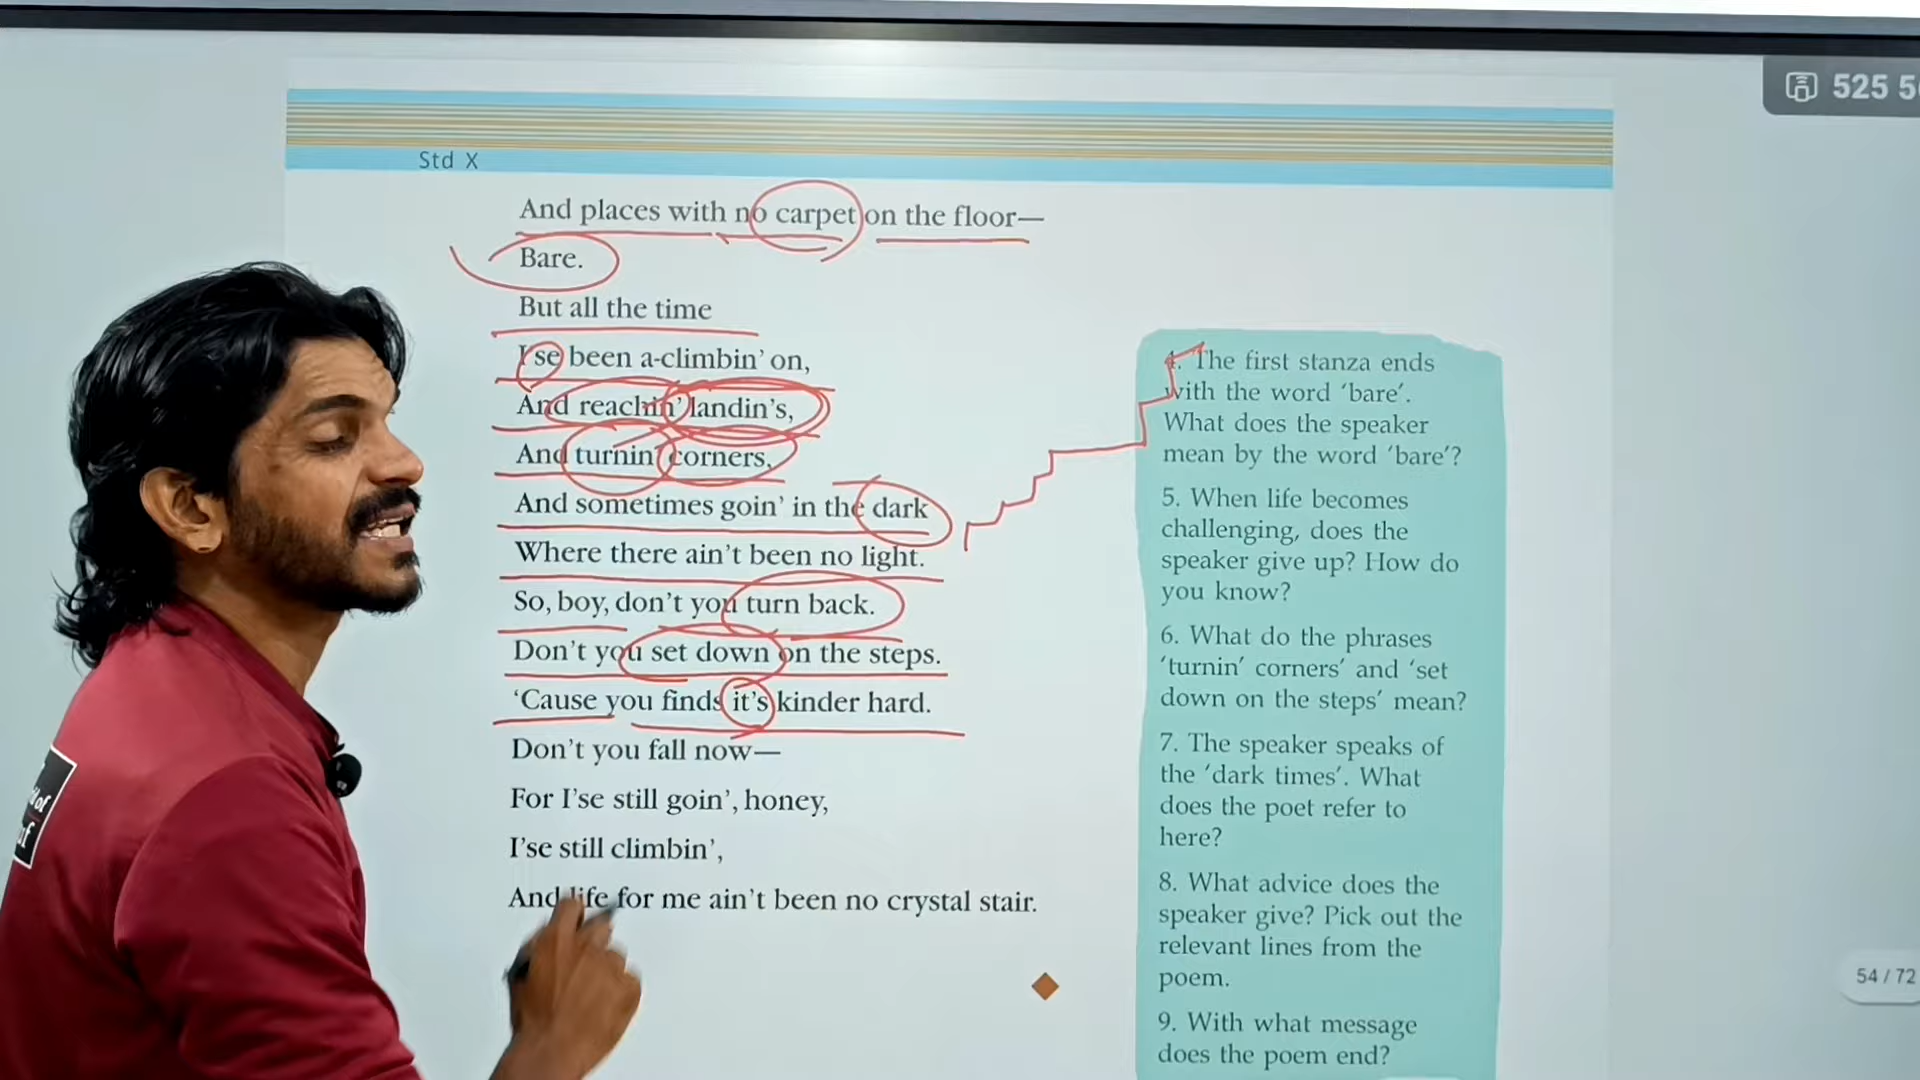 525 5
Std X
And places with no carpet on the floor—
Bare.
But all the time
I'se been a-climbin' on,
And reachin' landin's,
And turnin' corners,
And sometimes goin' in the dark
Where there ain't been no light.
So, boy, don't you turn back.
Don't you set down on the steps.
'Cause you finds it's kinder hard.
Don't you fall now—
For I'se still goin', honey,
I'se still climbin',
And life for me ain't been no crystal stair.
4. The first stanza ends
with the word 'bare'.
What does the speaker
mean by the word 'bare'?
5. When life becomes
challenging, does the
speaker give up? How do
you know?
6. What do the phrases
'turnin' corners' and 'set
down on the steps' mean?
7. The speaker speaks of
the 'dark times'. What
does the poet refer to
here?
8. What advice does the
speaker give? Pick out the
relevant lines from the
poem.
9. With what message
does the poem end?
54 / 72